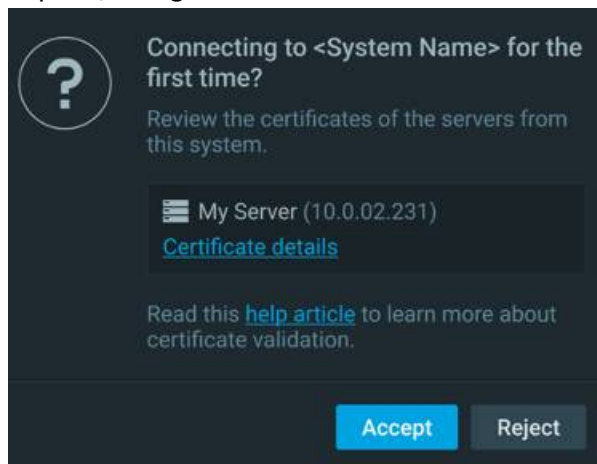 Connecting to <System Name> for the
first time?
Review the certificates of the servers from
this system.
My Server (10.0.02.231)
Certificate details
Read this help article to learn more about
certificate validation.
Accept Reject